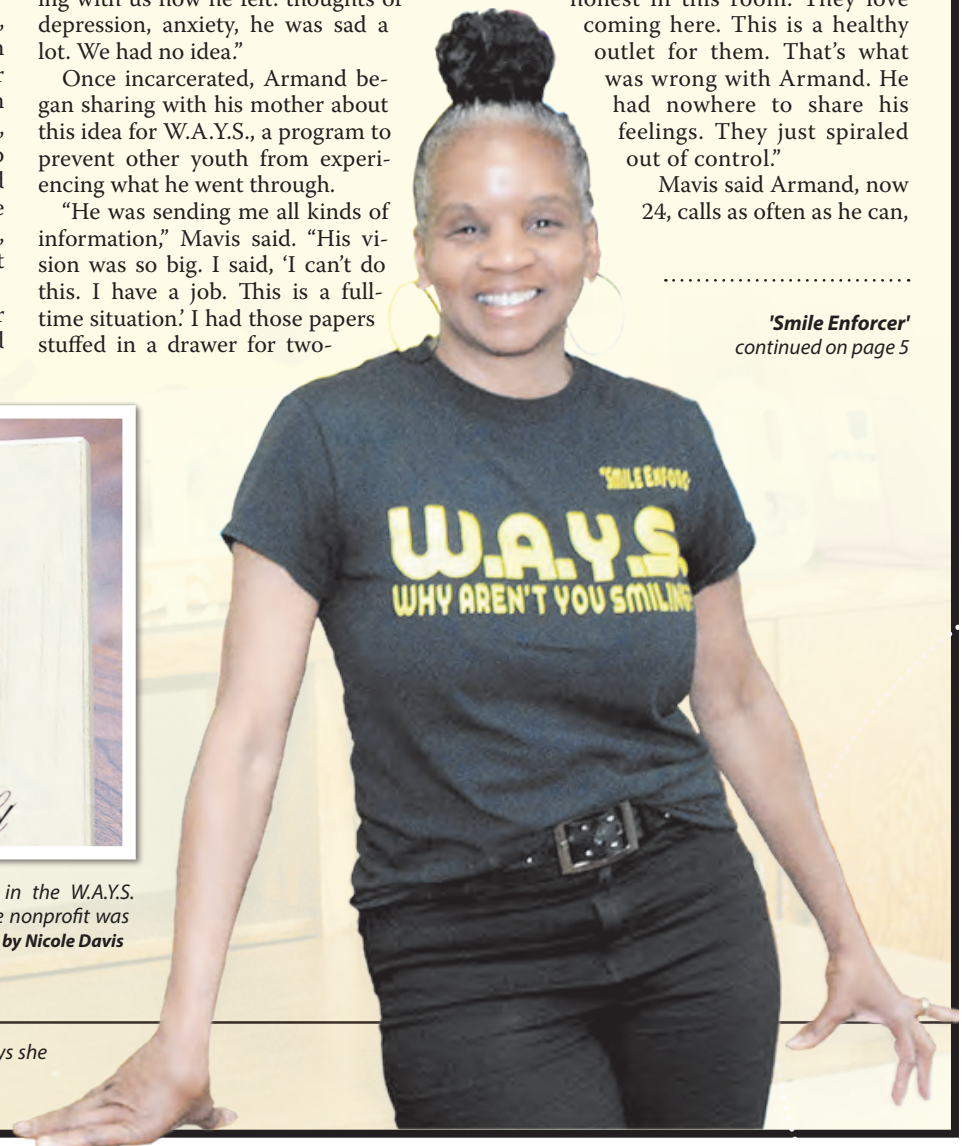 ing with us how he felt: thoughts of
depression, anxiety, he was sad a
lot. We had no idea.”
Once incarcerated, Armand be-
gan sharing with his mother about
this idea for W.A.Y.S., a program to
prevent other youth from experi-
encing what he went through.
“He was sending me all kinds of
information,” Mavis said. “His vi-
sion was so big. I said, ‘I can’t do
this. I have a job. This is a full-
time situation.’ I had those papers
stuffed in a drawer for two-
honest in this room. They love
coming here. This is a healthy
outlet for them. That’s what
was wrong with Armand. He
had nowhere to share his
feelings. They just spiraled
out of control.”
Mavis said Armand, now
24, calls as often as he can,
'Smile Enforcer'
continued on page 5
"SMILE ENFORC
W.A.Y.S.
WHY AREN'T YOU SMILING
in the W.A.Y.S.
nonprofit was
by Nicole Davis
she